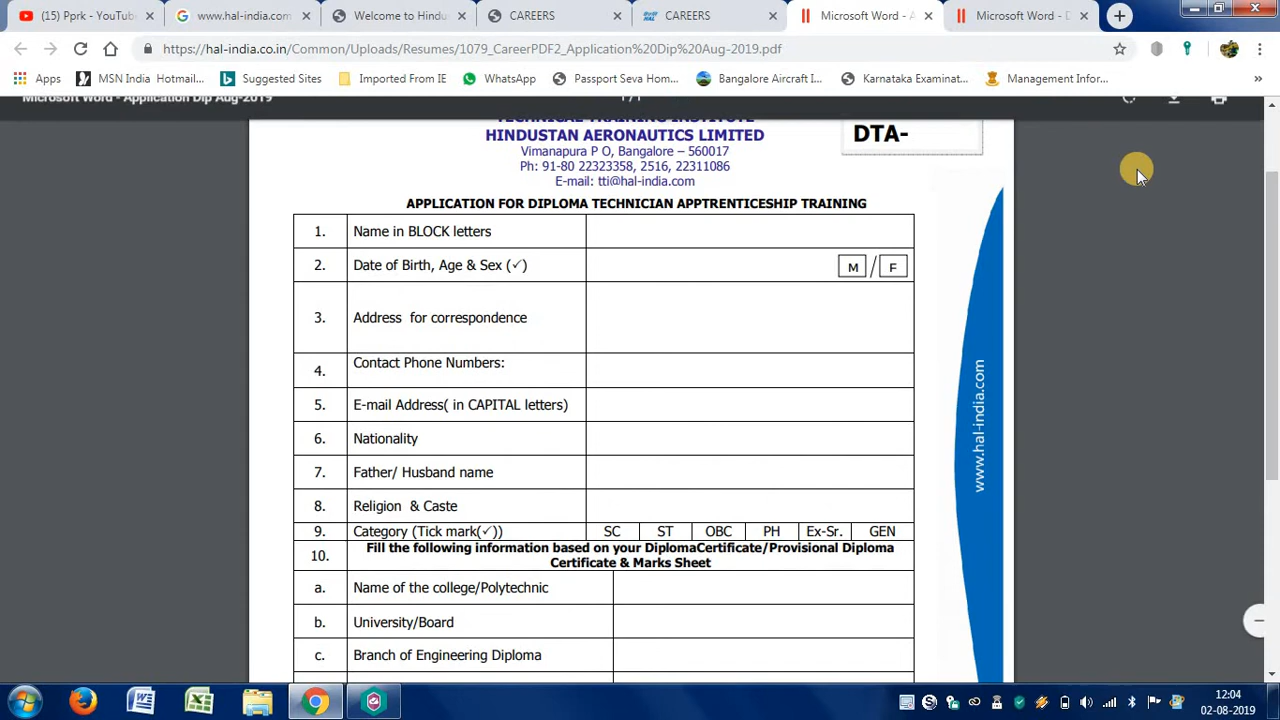 (15) Pprk - YouTub
www.hal-india.com
Welcome to Hindu
CAREERS
CAREERS
Microsoft Word - A
Microsoft Word - D
https://hal-india.co.in/Common/Uploads/Resumes/1079_CareerPDF2_Application%20Dip%20Aug-2019.pdf
Apps
MSN India Hotmail...
Suggested Sites
Imported From IE
WhatsApp
Passport Seva Hom...
Bangalore Aircraft I...
Karnataka Examinat...
Management Infor...
»
Microsoft Word - Application Dip Aug-2019
1 / 1
TECHNICAL TRAINING INSTITUTE
HINDUSTAN AERONAUTICS LIMITED
Vimanapura P O, Bangalore – 560017
Ph: 91-80 22323358, 2516, 22311086
E-mail: tti@hal-india.com
DTA-
APPLICATION FOR DIPLOMA TECHNICIAN APPTRENTICESHIP TRAINING
1. Name in BLOCK letters
2. Date of Birth, Age & Sex (✓) M / F
3. Address for correspondence
4. Contact Phone Numbers:
5. E-mail Address( in CAPITAL letters)
6. Nationality
7. Father/ Husband name
8. Religion & Caste
9. Category (Tick mark(✓)) SC ST OBC PH Ex-Sr. GEN
10. Fill the following information based on your DiplomaCertificate/Provisional Diploma
Certificate & Marks Sheet
a. Name of the college/Polytechnic
b. University/Board
c. Branch of Engineering Diploma
www.hal-india.com
12:04
02-08-2019